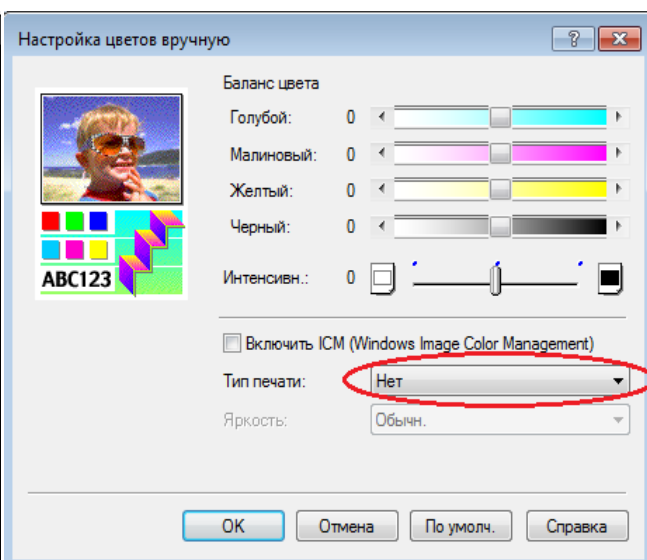 Настройка цветов вручную
Баланс цвета
Голубой: 0
Малиновый: 0
Желтый: 0
Черный: 0
ABC123
Интенсивн.: 0
Включить ICM (Windows Image Color Management)
Тип печати: Нет
Яркость: Обычн.
OK Отмена По умолч. Справка